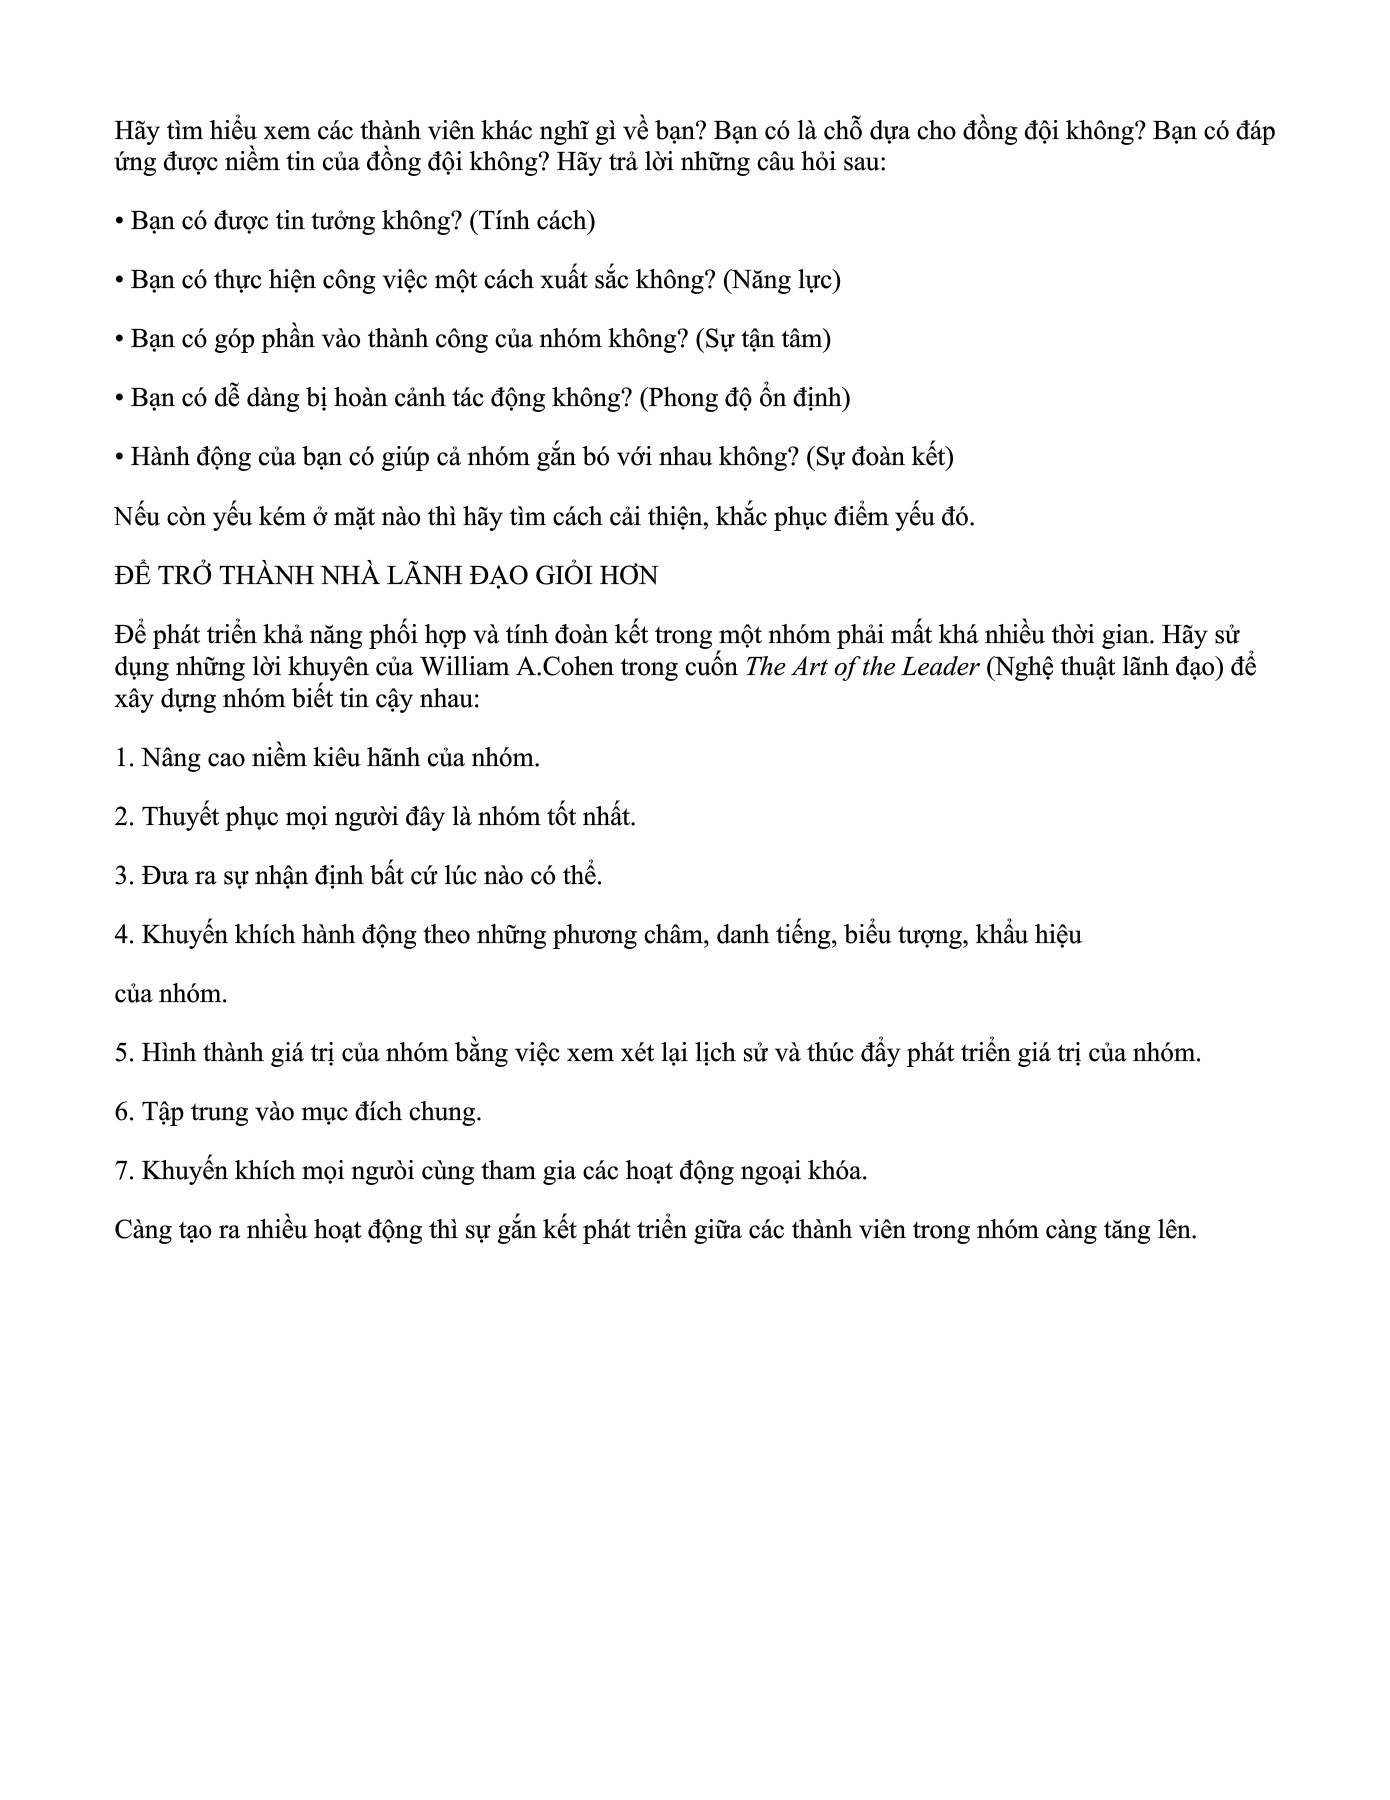 Hãy tìm hiểu xem các thành viên khác nghĩ gì về bạn? Bạn có là chỗ dựa cho đồng đội không? Bạn có đáp
ứng được niềm tin của đồng đội không? Hãy trả lời những câu hỏi sau:
• Bạn có được tin tưởng không? (Tính cách)
• Bạn có thực hiện công việc một cách xuất sắc không? (Năng lực)
• Bạn có góp phần vào thành công của nhóm không? (Sự tận tâm)
• Bạn có dễ dàng bị hoàn cảnh tác động không? (Phong độ ổn định)
• Hành động của bạn có giúp cả nhóm gắn bó với nhau không? (Sự đoàn kết)
Nếu còn yếu kém ở mặt nào thì hãy tìm cách cải thiện, khắc phục điểm yếu đó.
ĐỂ TRỞ THÀNH NHÀ LÃNH ĐẠO GIỎI HƠN
Để phát triển khả năng phối hợp và tính đoàn kết trong một nhóm phải mất khá nhiều thời gian. Hãy sử
dụng những lời khuyên của William A.Cohen trong cuốn The Art of the Leader (Nghệ thuật lãnh đạo) để
xây dựng nhóm biết tin cậy nhau:
1. Nâng cao niềm kiêu hãnh của nhóm.
2. Thuyết phục mọi người đây là nhóm tốt nhất.
3. Đưa ra sự nhận định bất cứ lúc nào có thể.
4. Khuyến khích hành động theo những phương châm, danh tiếng, biểu tượng, khẩu hiệu
của nhóm.
5. Hình thành giá trị của nhóm bằng việc xem xét lại lịch sử và thúc đẩy phát triển giá trị của nhóm.
6. Tập trung vào mục đích chung.
7. Khuyến khích mọi ngưòi cùng tham gia các hoạt động ngoại khóa.
Càng tạo ra nhiều hoạt động thì sự gắn kết phát triển giữa các thành viên trong nhóm càng tăng lên.